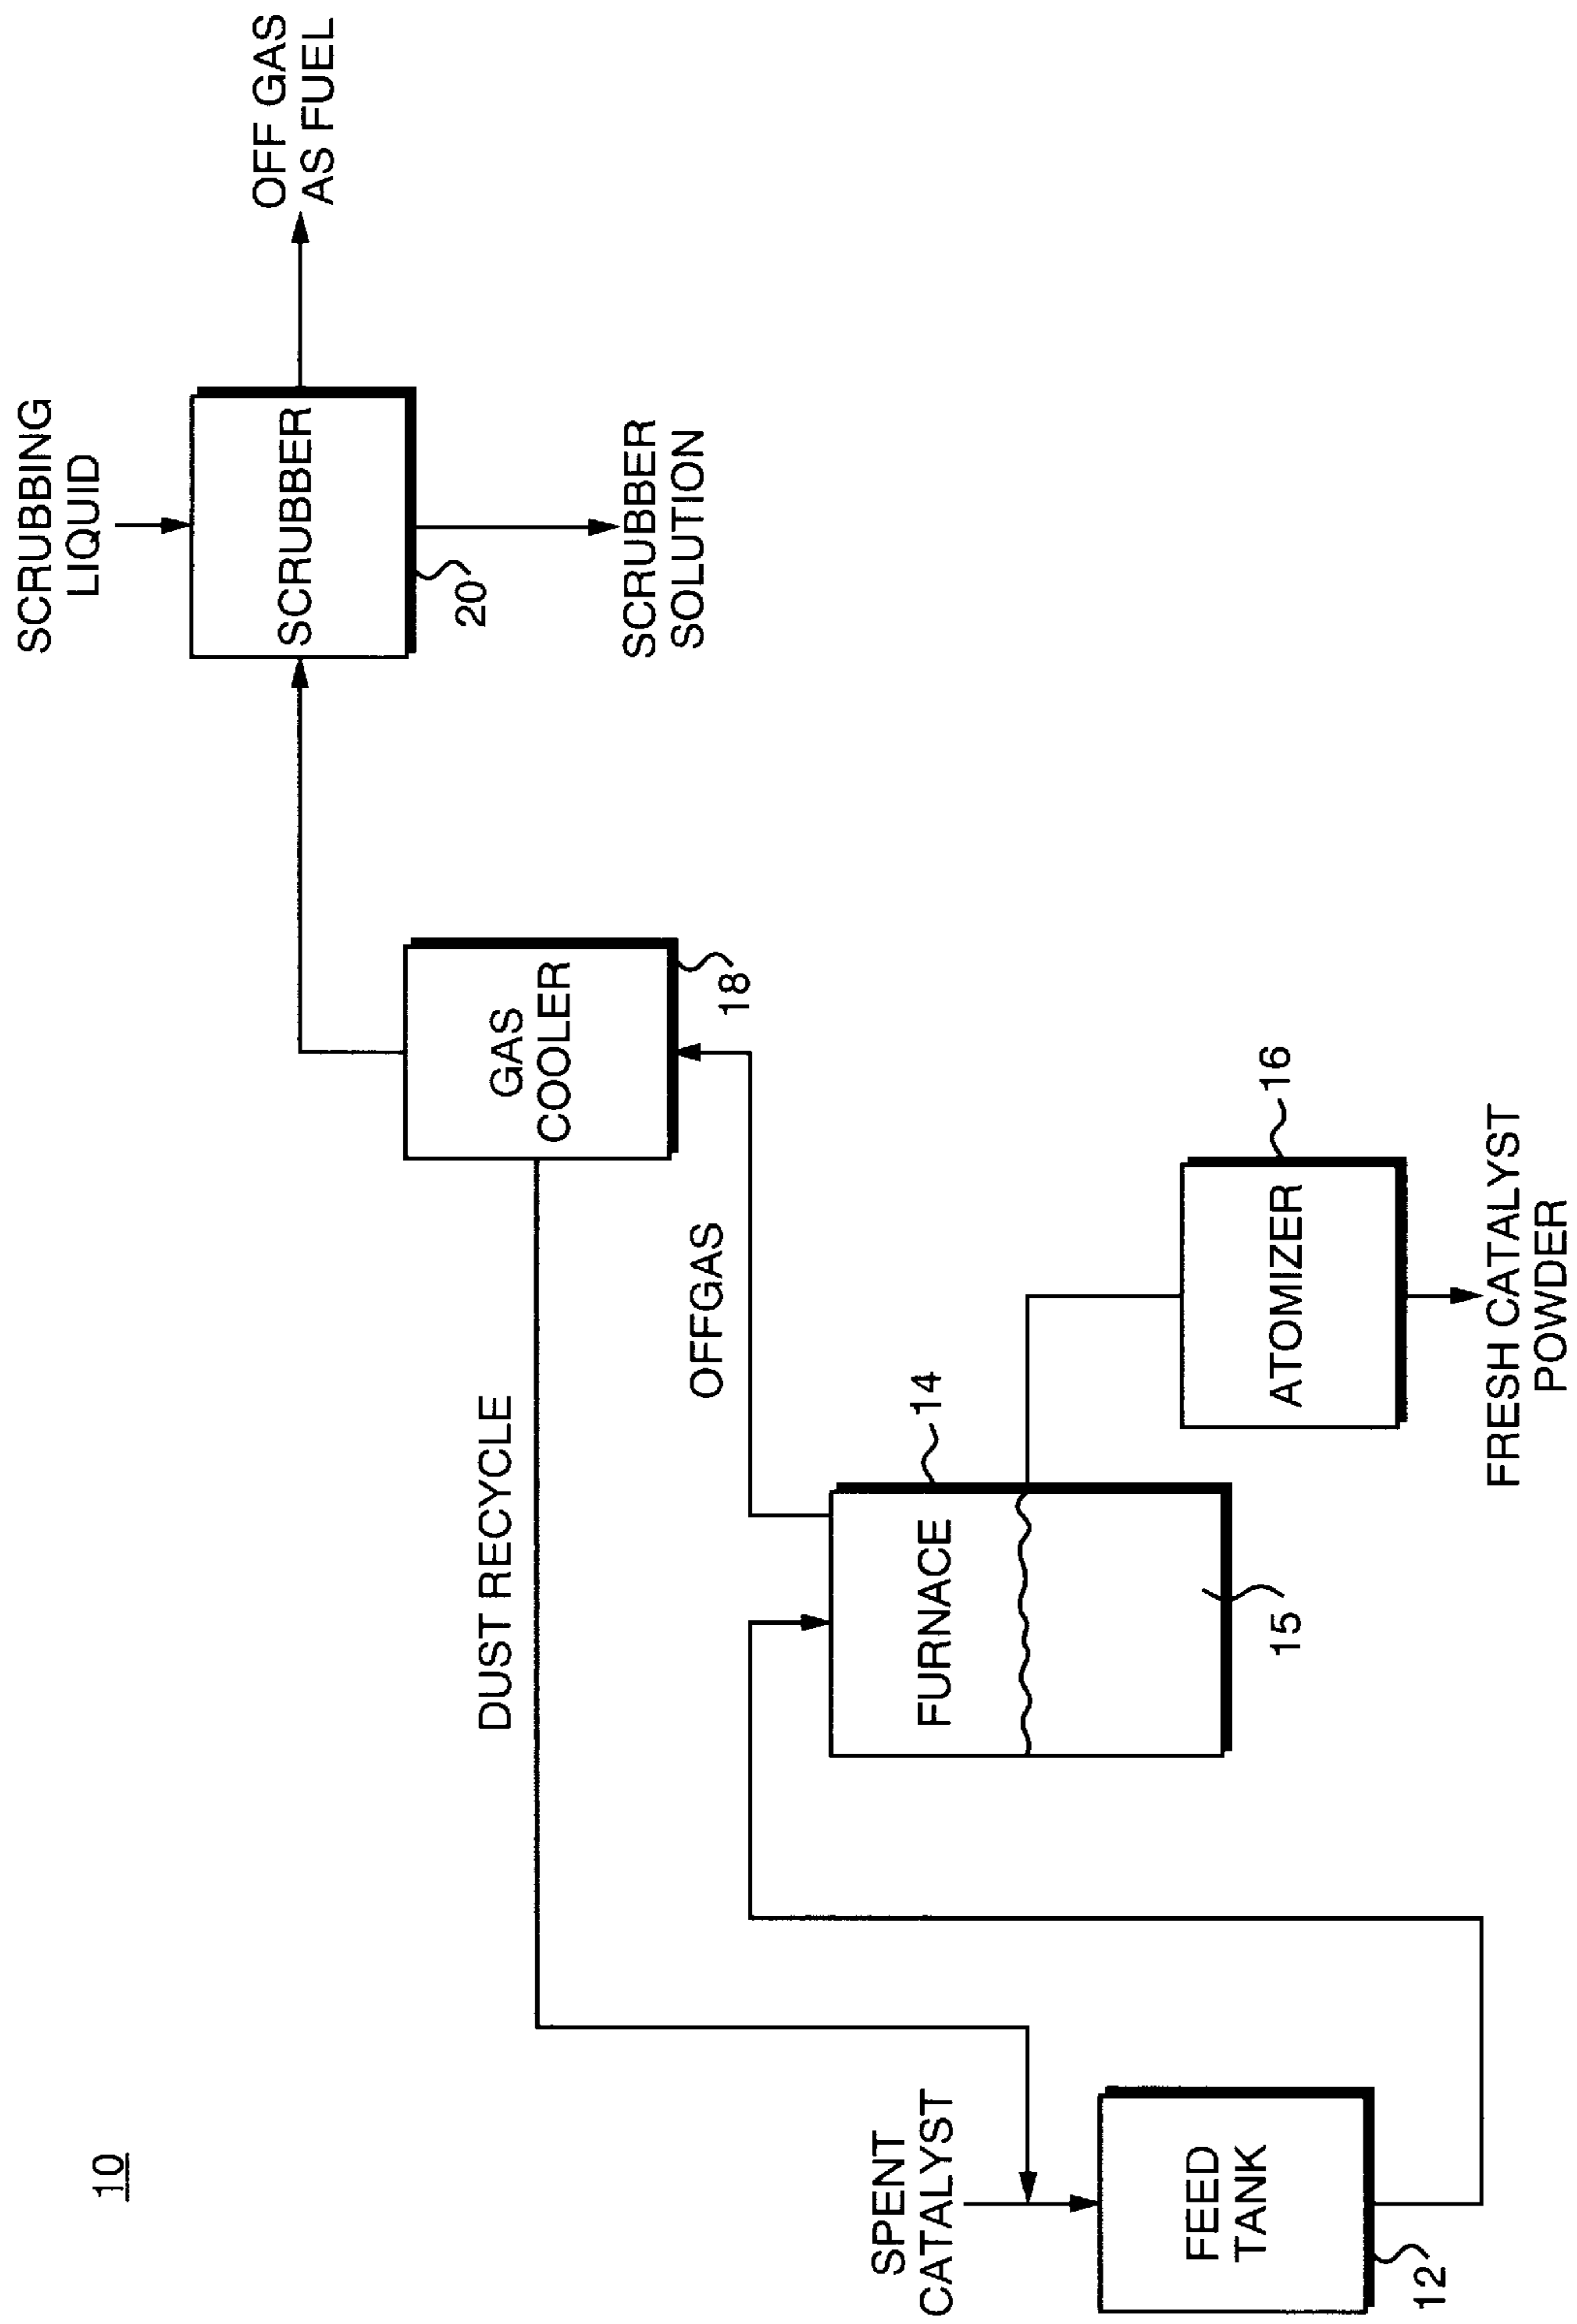 10
SCRUBBING
LIQUID
OFF GAS
AS FUEL
SCRUBBER
20
SCRUBBER
SOLUTION
GAS
COOLER
18
DUST RECYCLE
OFFGAS
SPENT
CATALYST
FURNACE
14
15
ATOMIZER
16
FRESH CATALYST
POWDER
FEED
TANK
12